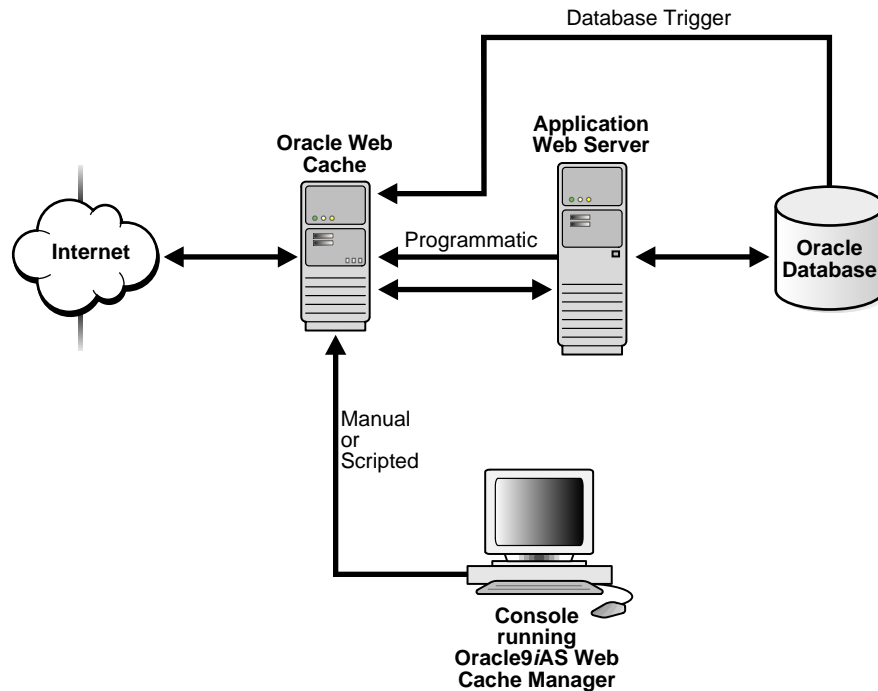 Database Trigger
Application
Web Server
Oracle Web
Cache
Internet
Programmatic
Oracle
Database
Manual
or
Scripted
Console
running
Oracle9iAS Web
Cache Manager